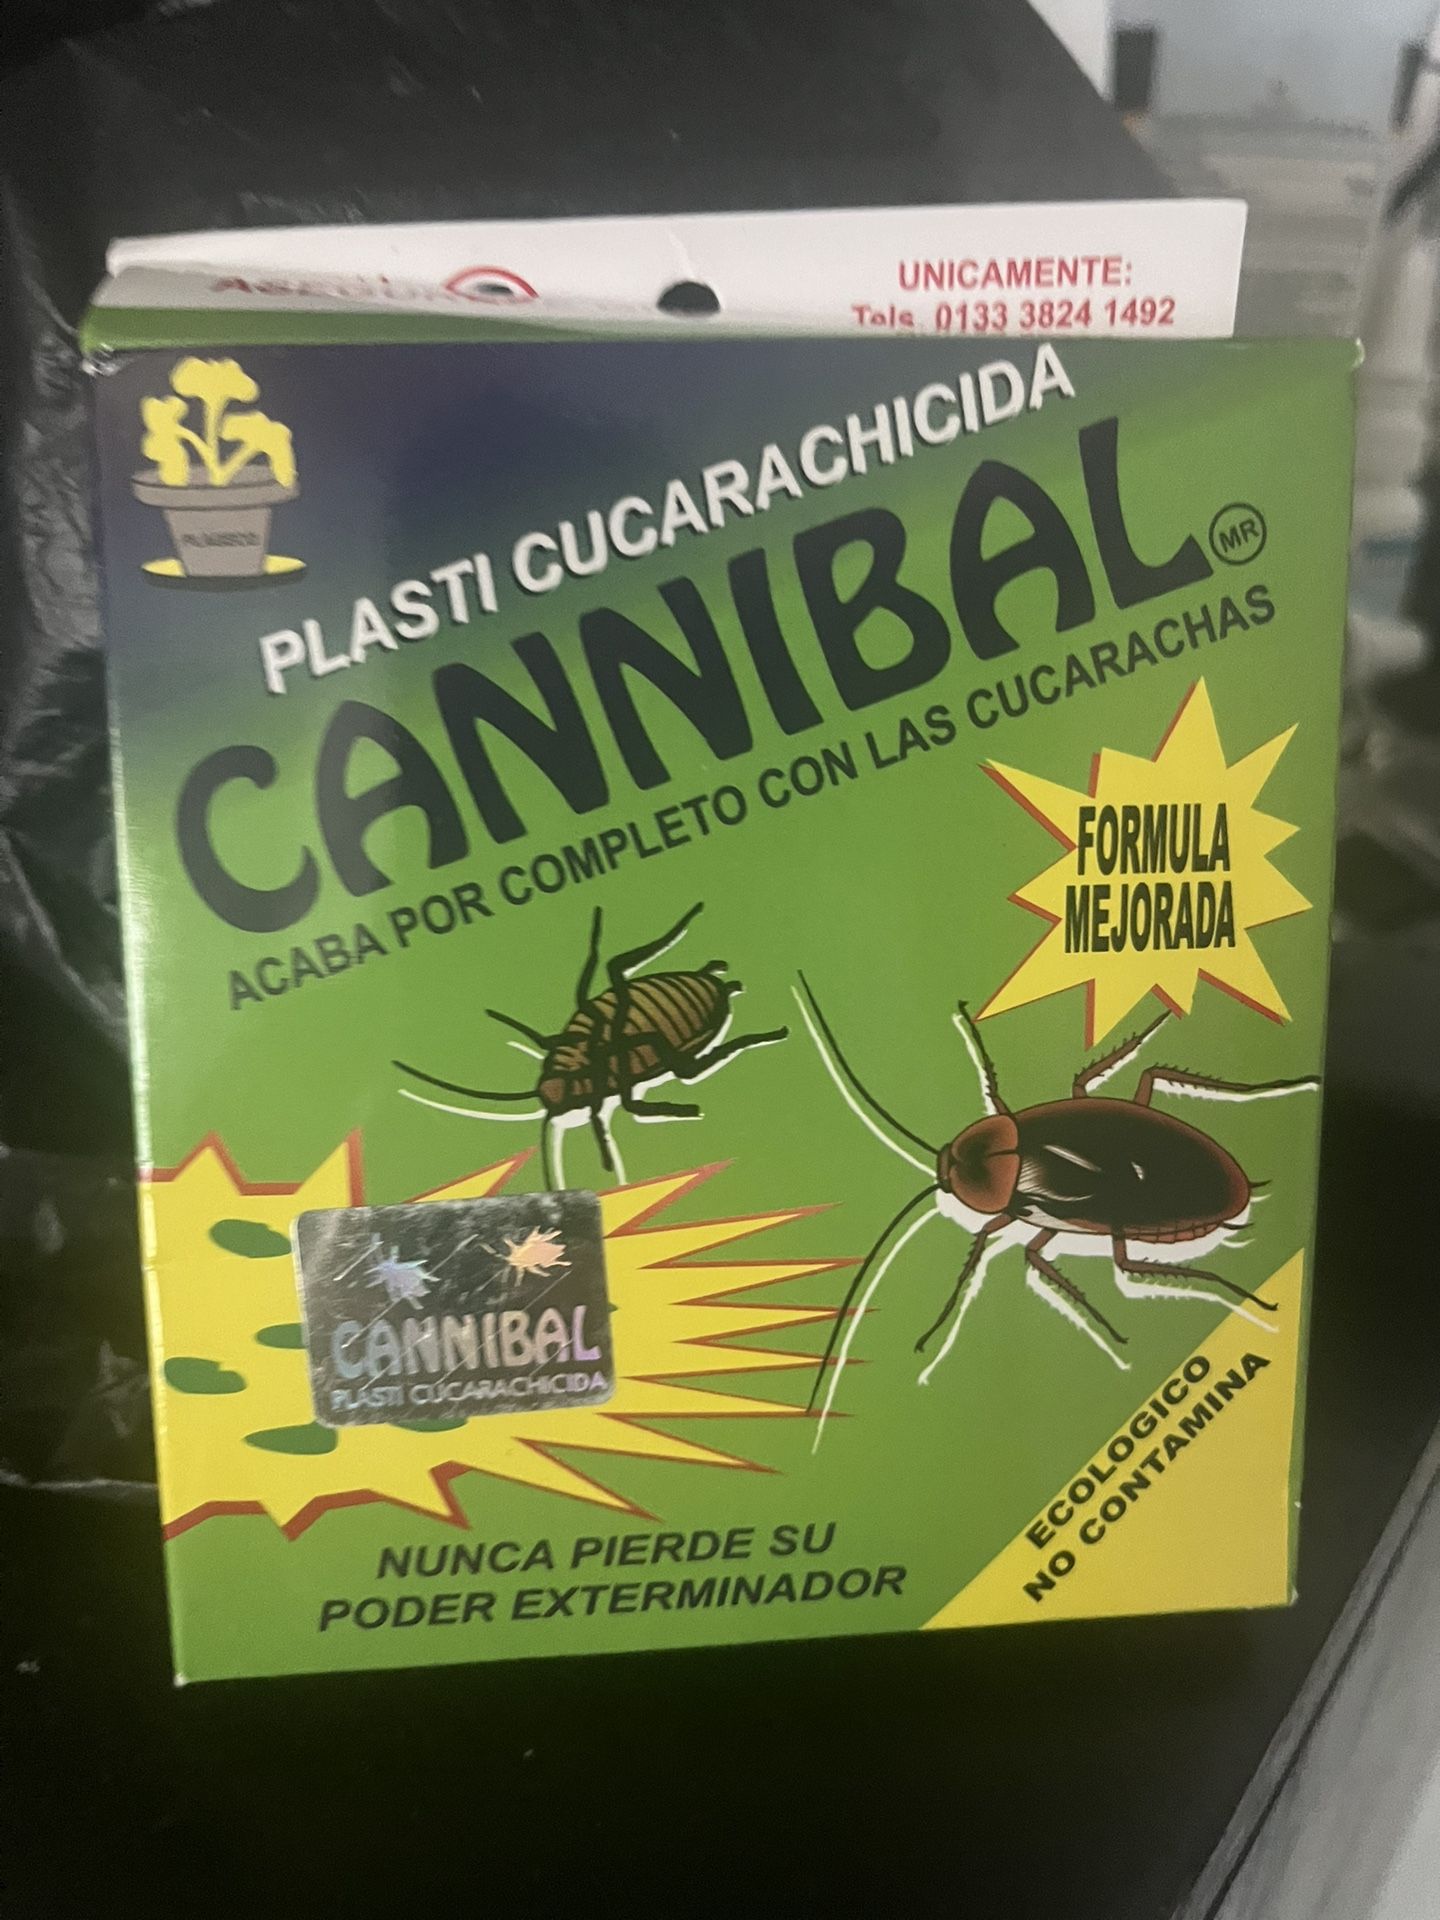 UNICAMENTE:
Tels. 0133 3824 1492
PLASTI CUCARACHICIDA
CANNIBAL MR
ACABA POR COMPLETO CON LAS CUCARACHAS
FORMULA
MEJORADA
CANNIBAL
PLASTI CUCARACHICIDA
ECOLOGICO
NO CONTAMINA
NUNCA PIERDE SU
PODER EXTERMINADOR